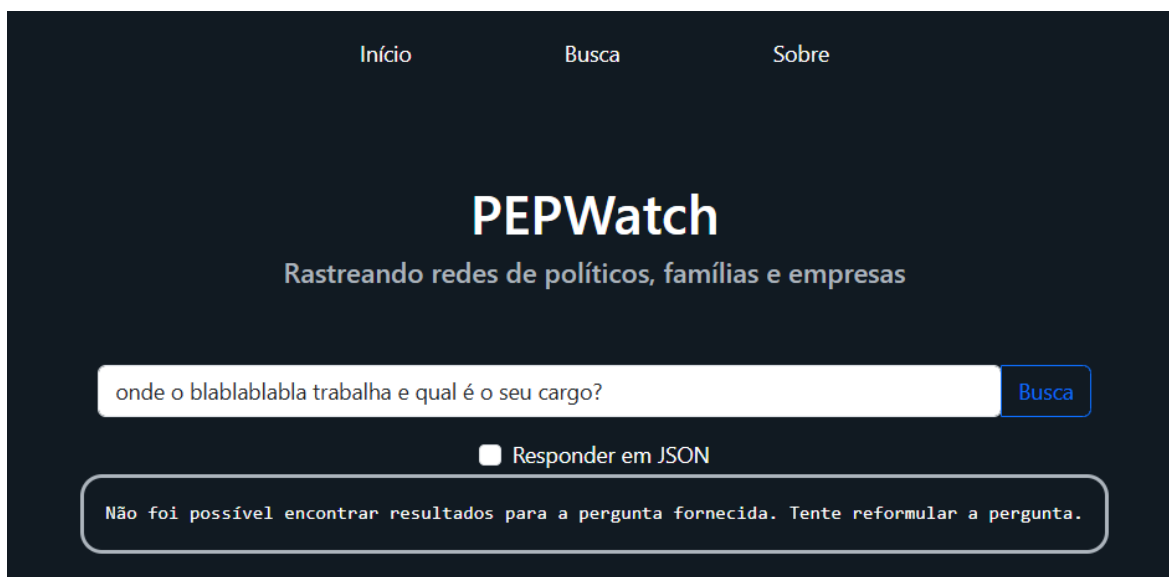 Início Busca Sobre
PEPWatch
Rastreando redes de políticos, famílias e empresas
onde o blablablabla trabalha e qual é o seu cargo? Busca
Responder em JSON
Não foi possível encontrar resultados para a pergunta fornecida. Tente reformular a pergunta.